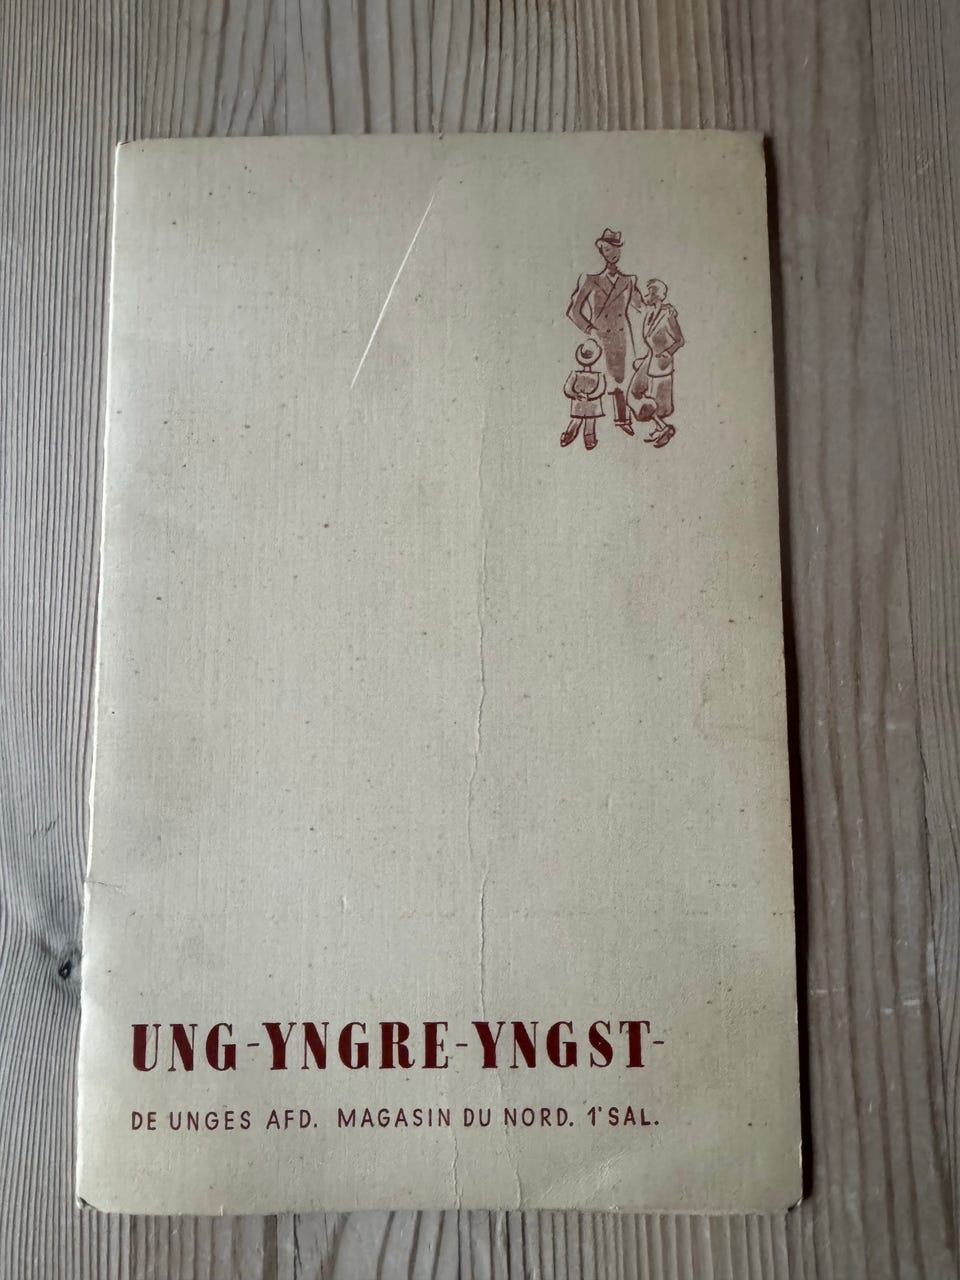 UNG-YNGRE-YNGST-
DE UNGES AFD. MAGASIN DU NORD. 1' SAL.